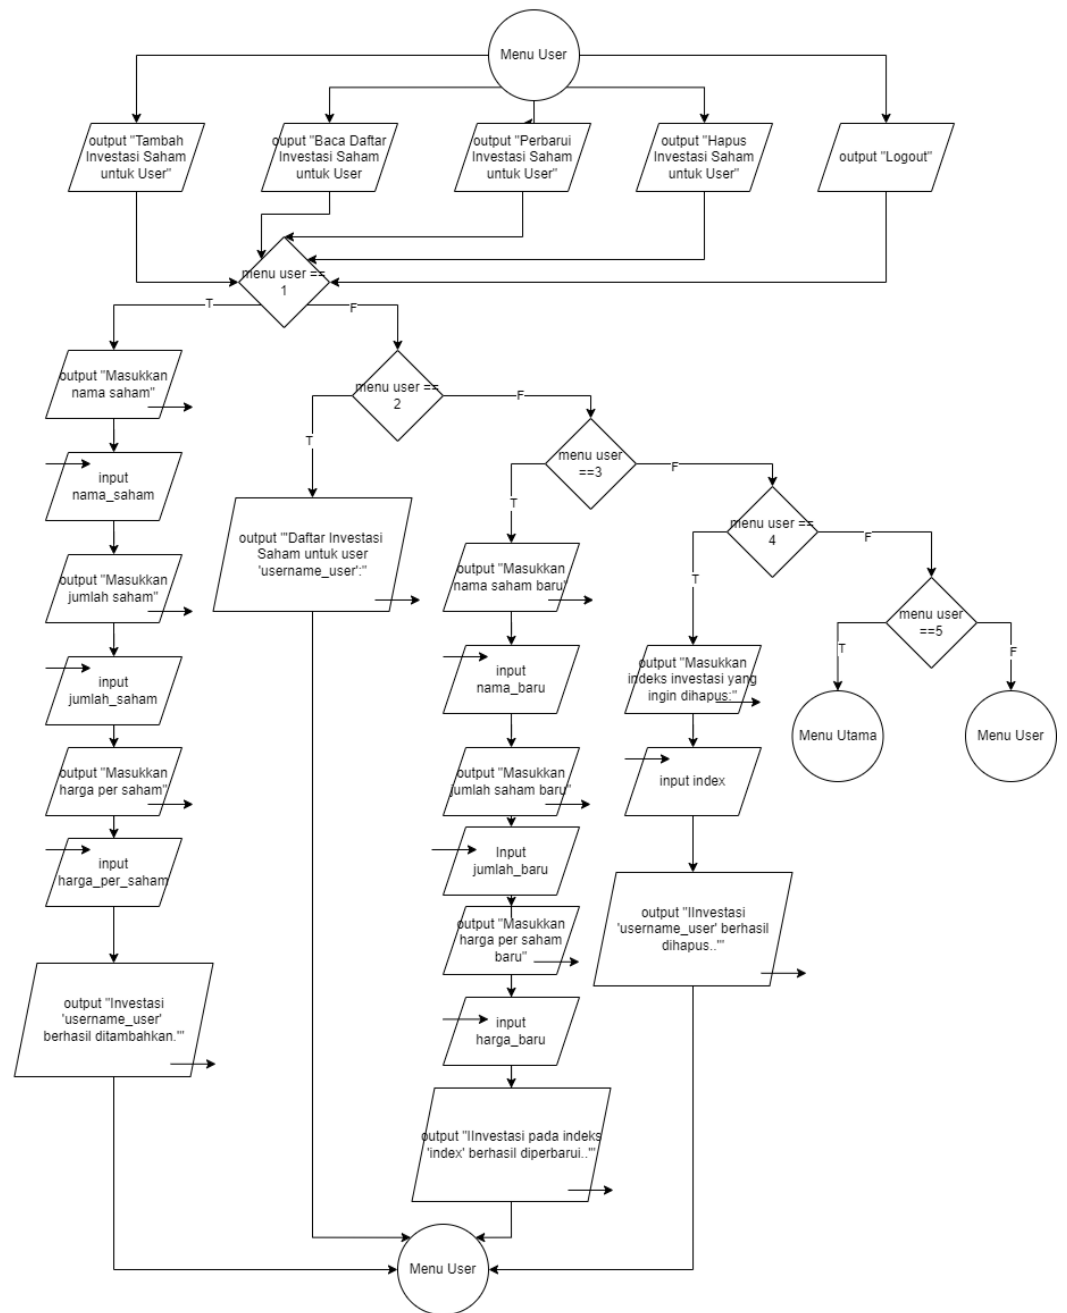 Menu User
output "Tambah
Investasi Saham
untuk User"
ouput "Baca Daftar
Investasi Saham
untuk User
output "Perbarui
Investasi Saham
untuk User"
output "Hapus
Investasi Saham
untuk User"
output "Logout"
menu user ==
1
T
F
output "Masukkan
nama saham"
menu user ==
2
F
T
menu user
==3
F
T
input
nama_saham
output "'Daftar Investasi
Saham untuk user
'username_user':"
menu user ==
4
F
T
output "Masukkan
jumlah saham"
output "Masukkan
nama saham baru"
menu user
==5
T
F
input
jumlah_saham
input
nama_baru
output "Masukkan
indeks investasi yang
ingin dihapus:"
Menu Utama
Menu User
output "Masukkan
harga per saham"
output "Masukkan
jumlah saham baru"
input index
input
harga_per_saham
Input
jumlah_baru
output "Masukkan
harga per saham
baru"
output "IInvestasi
'username_user' berhasil
dihapus.."'
output "Investasi
'username_user'
berhasil ditambahkan."'
input
harga_baru
output "IInvestasi pada indeks
'index' berhasil diperbarui.."'
Menu User